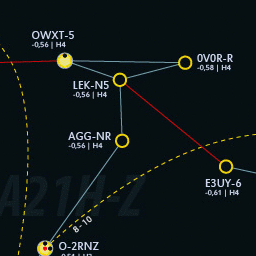 OWXT-5
-0,56 | H4
0V0R-R
-0,58 | H4
LEK-N5
-0,56 | H4
AGG-NR
-0,56 | H4
E3UY-6
-0,61 | H4
A21H-Z
8-10
O-2RNZ